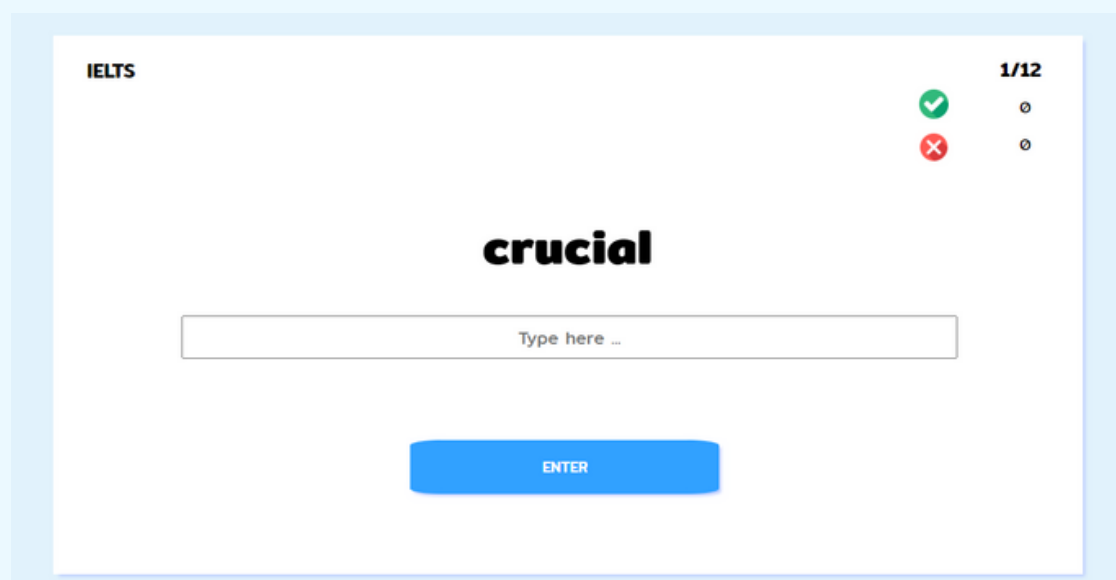 IELTS
1/12
0
0
crucial
Type here ...
ENTER